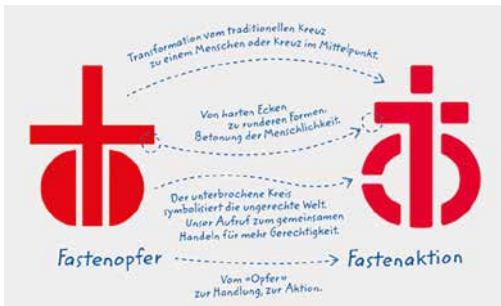 Transformation vom traditionellen Kreuz
zu einem Menschen oder Kreuz im Mittelpunkt.
Von harten Ecken
zu runderen Formen.
Betonung der Menschlichkeit.
Der unterbrochene Kreis
symbolisiert die ungerechte Welt.
Unser Aufruf zum gemeinsamen
Handeln für mehr Gerechtigkeit.
Fastenopfer
Fastenaktion
Vom «Opfer»
zur Handlung, zur Aktion.